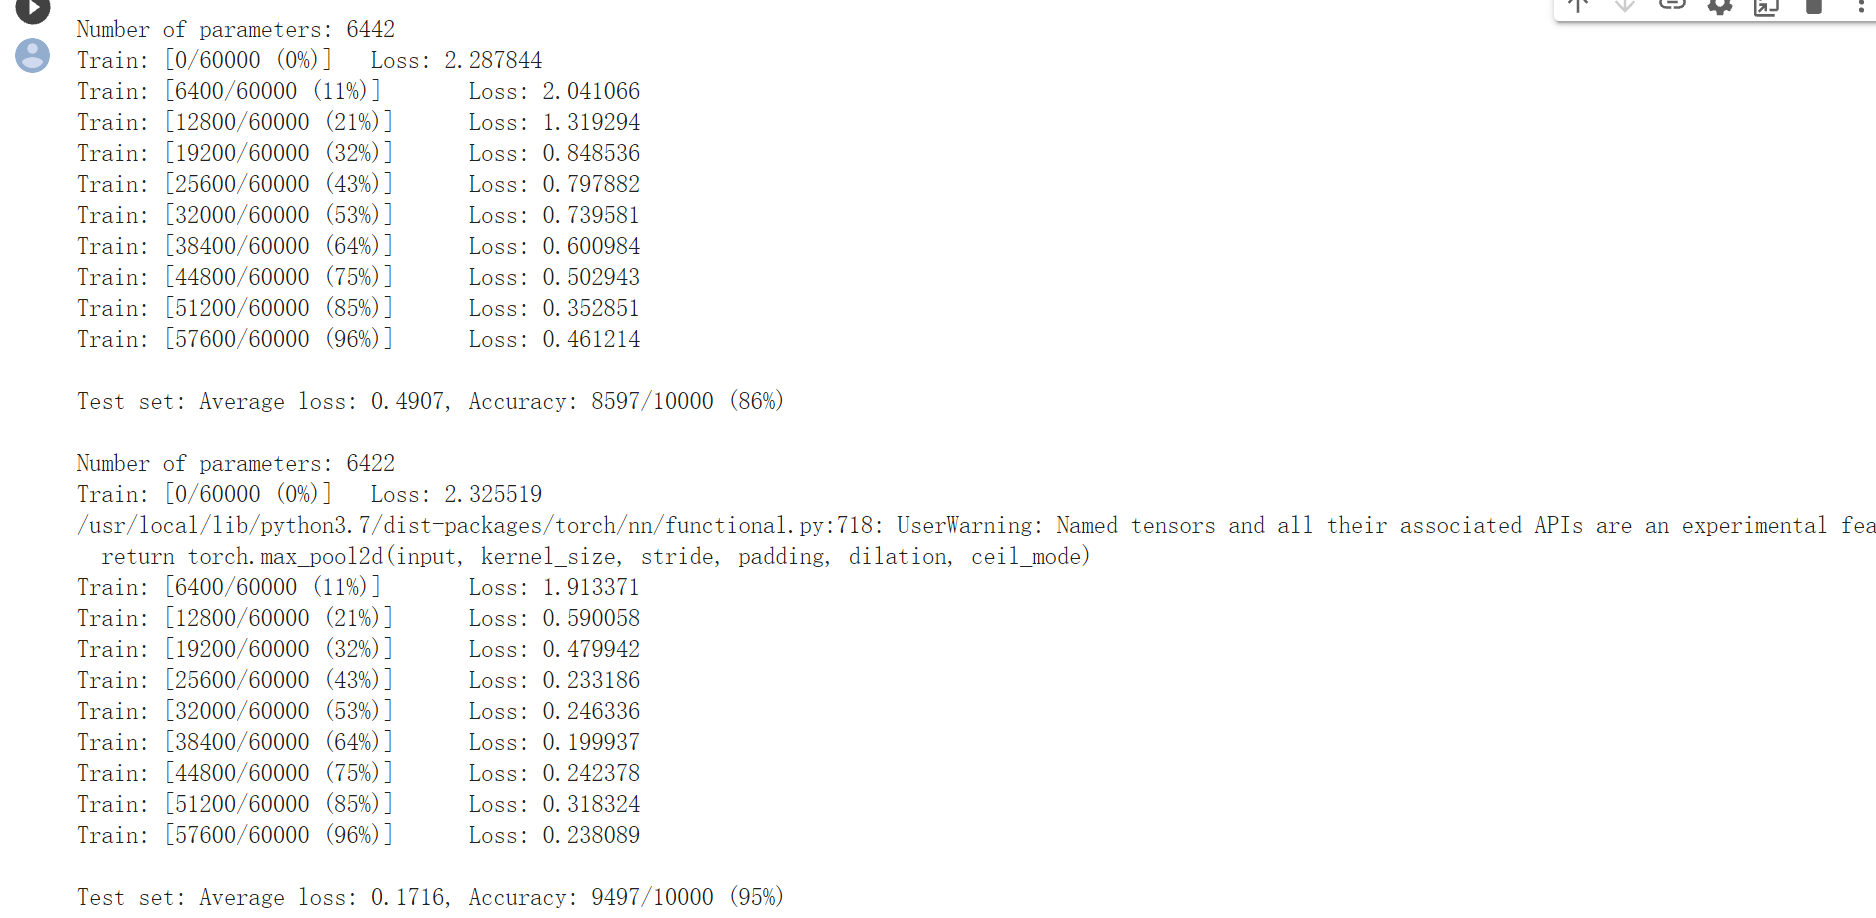 Number of parameters: 6442
Train: [0/60000 (0%)]   Loss: 2.287844
Train: [6400/60000 (11%)]       Loss: 2.041066
Train: [12800/60000 (21%)]      Loss: 1.319294
Train: [19200/60000 (32%)]      Loss: 0.848536
Train: [25600/60000 (43%)]      Loss: 0.797882
Train: [32000/60000 (53%)]      Loss: 0.739581
Train: [38400/60000 (64%)]      Loss: 0.600984
Train: [44800/60000 (75%)]      Loss: 0.502943
Train: [51200/60000 (85%)]      Loss: 0.352851
Train: [57600/60000 (96%)]      Loss: 0.461214
Test set: Average loss: 0.4907, Accuracy: 8597/10000 (86%)
Number of parameters: 6422
Train: [0/60000 (0%)]   Loss: 2.325519
/usr/local/lib/python3.7/dist-packages/torch/nn/functional.py:718: UserWarning: Named tensors and all their associated APIs are an experimental fea
  return torch.max_pool2d(input, kernel_size, stride, padding, dilation, ceil_mode)
Train: [6400/60000 (11%)]       Loss: 1.913371
Train: [12800/60000 (21%)]      Loss: 0.590058
Train: [19200/60000 (32%)]      Loss: 0.479942
Train: [25600/60000 (43%)]      Loss: 0.233186
Train: [32000/60000 (53%)]      Loss: 0.246336
Train: [38400/60000 (64%)]      Loss: 0.199937
Train: [44800/60000 (75%)]      Loss: 0.242378
Train: [51200/60000 (85%)]      Loss: 0.318324
Train: [57600/60000 (96%)]      Loss: 0.238089
Test set: Average loss: 0.1716, Accuracy: 9497/10000 (95%)